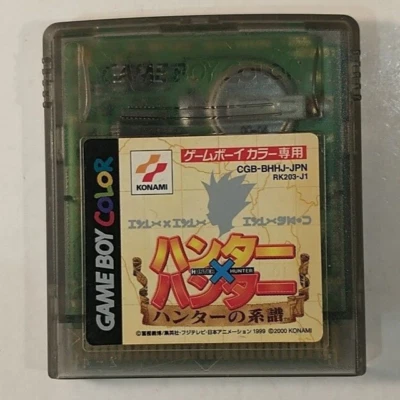 GAME BOY COLOR
KONAMI
ゲームボーイカラー専用
CGB-BHHJ-JPN
RK203-J1
ハンター
×
HUNTER HUNTER
ハンター
ハンターの系譜
©冨樫義博/集英社・フジテレビ・日本アニメーション 1999 ©2000 KONAMI
GAME BOY COLOR